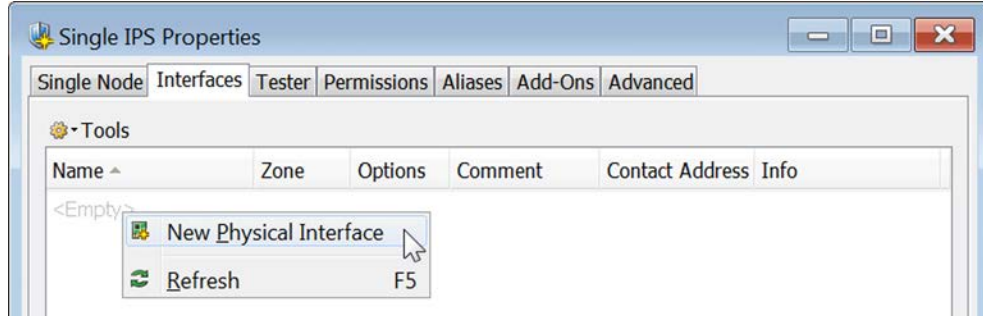 Single IPS Properties
Single Node Interfaces Tester Permissions Aliases Add-Ons Advanced
Tools
Name Zone Options Comment Contact Address Info
<Empty>
New Physical Interface
Refresh F5